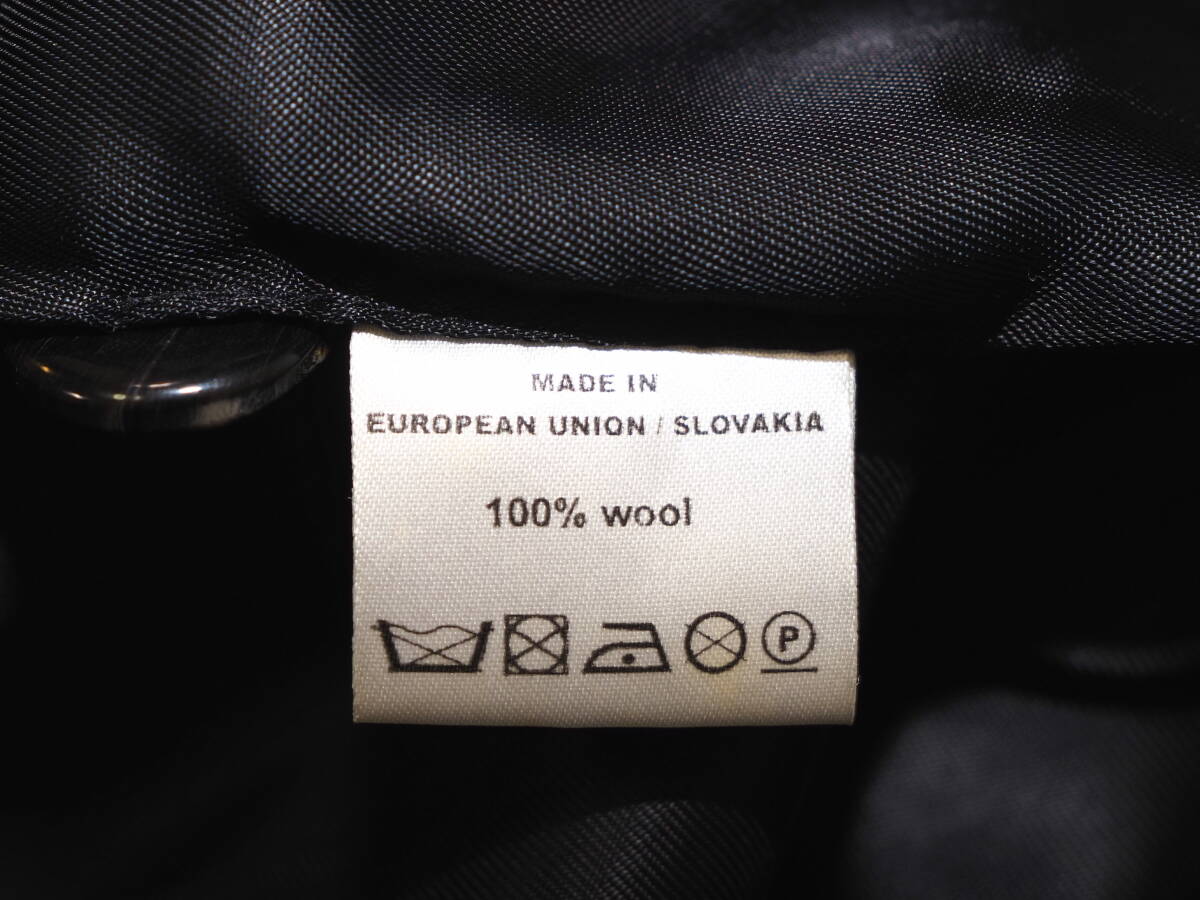 MADE IN
EUROPEAN UNION / SLOVAKIA
100% wool
P